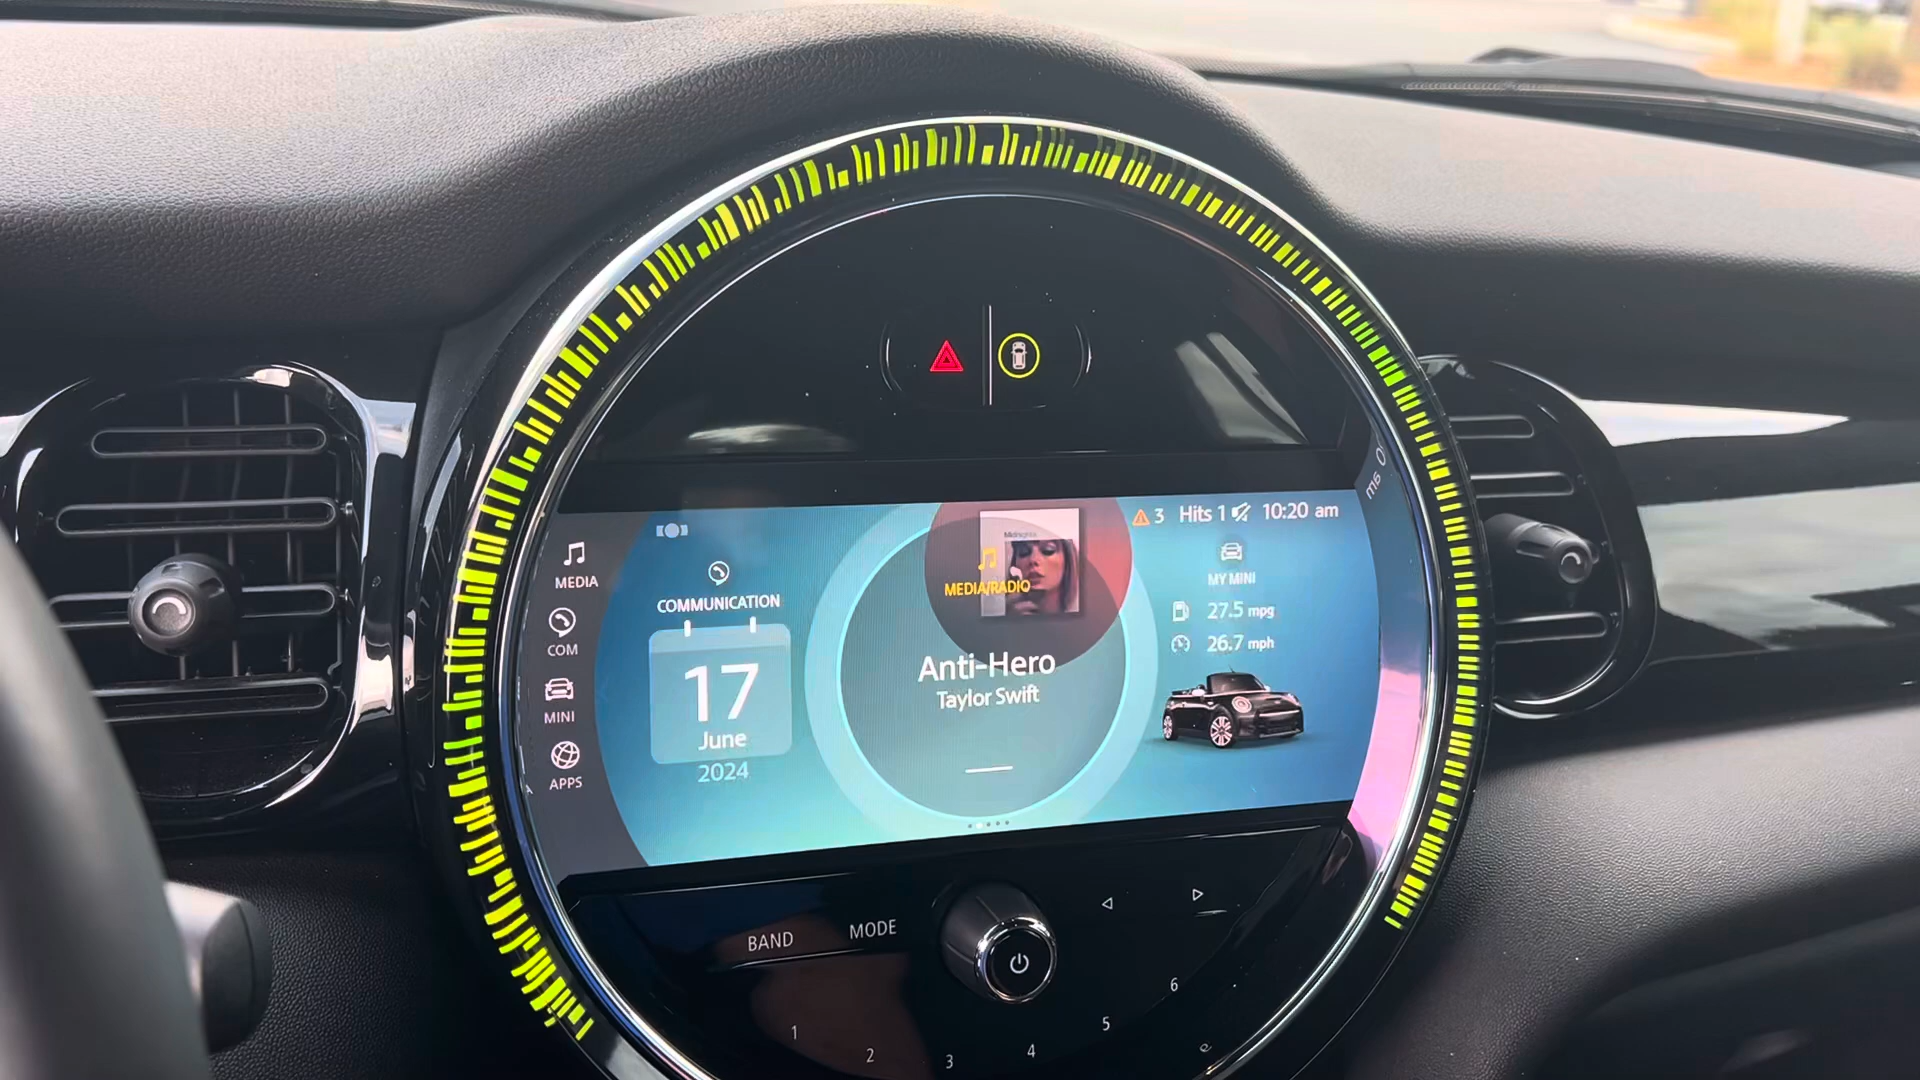 3 Hits 1 10:20 am
MEDIA
COM
MINI
APPS
COMMUNICATION
17
June
2024
Midnights
MEDIA/RADIO
Anti-Hero
Taylor Swift
MY MINI
27.5 mpg
26.7 mph
BAND
MODE
1
2
3
4
5
6